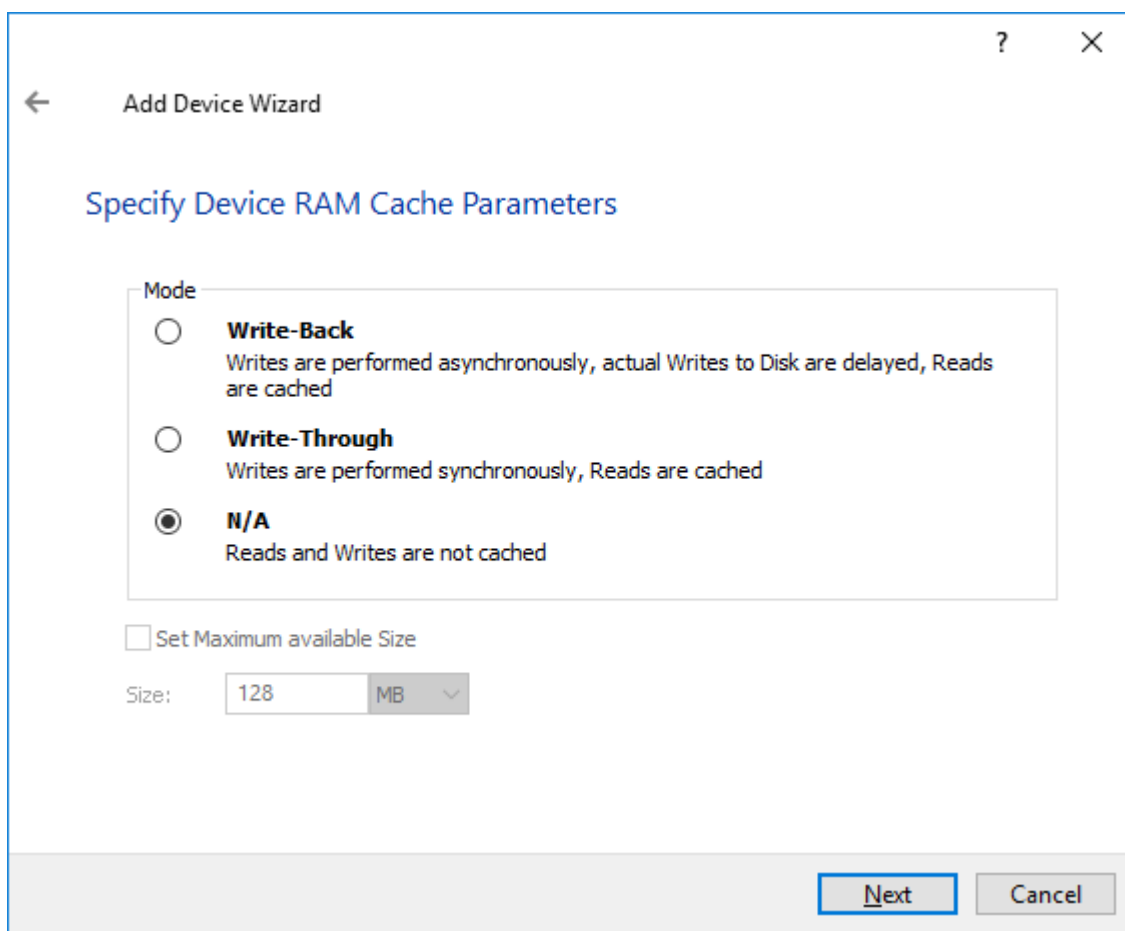 ?
Add Device Wizard
Specify Device RAM Cache Parameters
Mode
Write-Back
Writes are performed asynchronously, actual Writes to Disk are delayed, Reads
are cached
Write-Through
Writes are performed synchronously, Reads are cached
N/A
Reads and Writes are not cached
Set Maximum available Size
Size: 128 MB
Next Cancel